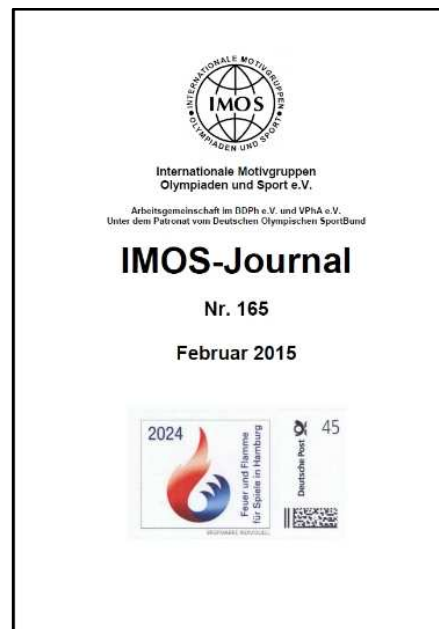 INTERNATIONALE MOTIVGRUPPEN
IMOS
OLYMPIADEN UND SPORT
Internationale Motivgruppen
Olympiaden und Sport e.V.
Arbeitsgemeinschaft im BDPh e.V. und VPhA e.V.
Unter dem Patronat vom Deutschen Olympischen SportBund
IMOS-Journal
Nr. 165
Februar 2015
2024
Feuer und Flamme
für Spiele in Hamburg
Deutsche Post
45
BRIEFMARKE INDIVIDUELL